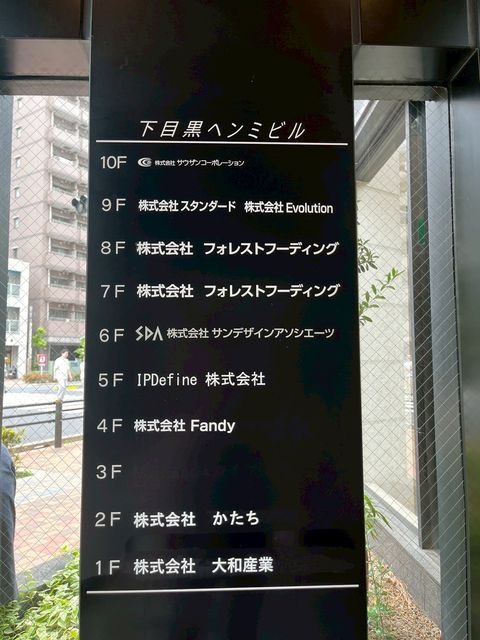 下目黒ヘンミビル
10F 株式会社 サウザンコーポレーション
9F 株式会社 スタンダード 株式会社 Evolution
8F 株式会社 フォレストフーディング
7F 株式会社 フォレストフーディング
6F SDA 株式会社 サンデザインアソシエーツ
5F IPDefine 株式会社
4F 株式会社 Fandy
3F
2F 株式会社 かたち
1F 株式会社 大和産業